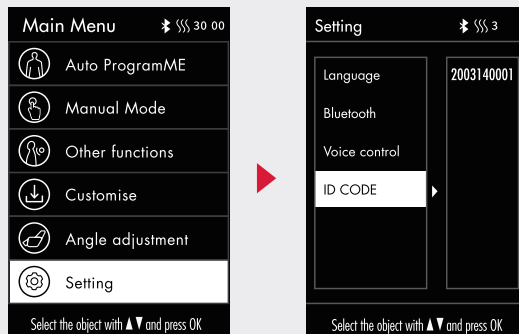 Main Menu 30 00
Auto ProgramME
Manual Mode
Other functions
Customise
Angle adjustment
Setting
Select the object with ▲▼ and press OK
Setting 3
Language
Bluetooth
Voice control
ID CODE
2003140001
Select the object with ▲▼ and press OK